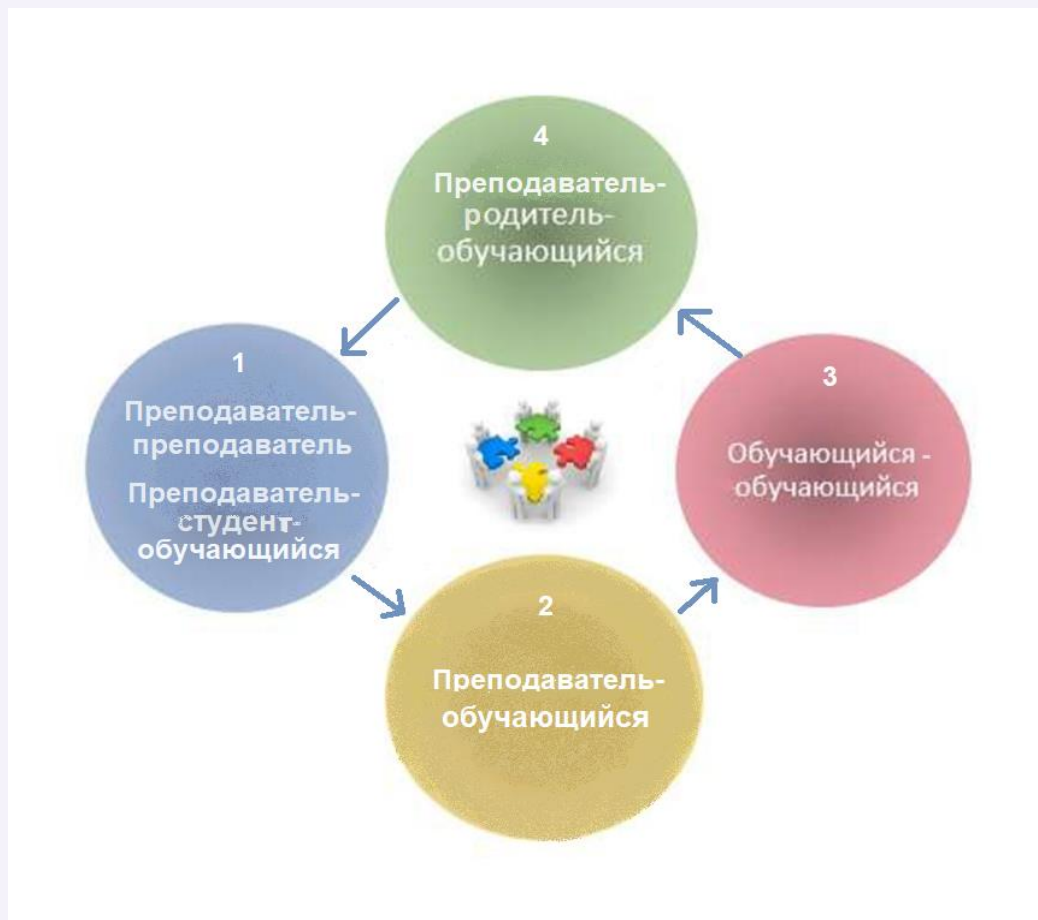 4
Преподаватель-
родитель-
обучающийся
1
Преподаватель-
преподаватель
Преподаватель-
студент-
обучающийся
3
Обучающийся -
обучающийся
2
Преподаватель-
обучающийся